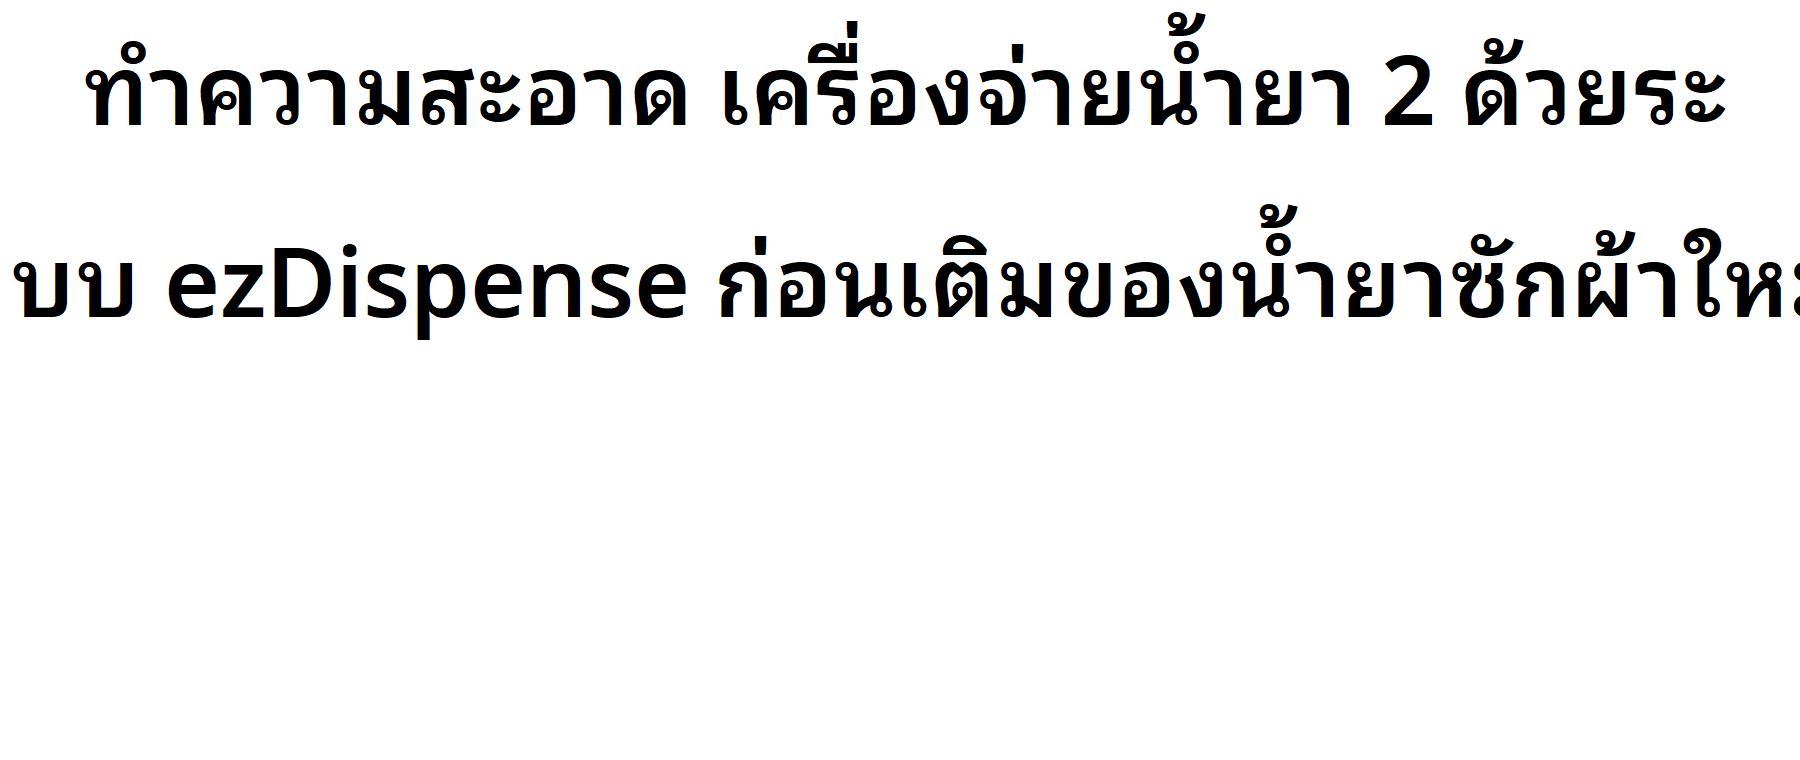 ทำความสะอาด เครื่องจ่ายน้ำยา 2 ด้วยระ
บบ ezDispense ก่อนเติมของน้ำยาซักผ้าให